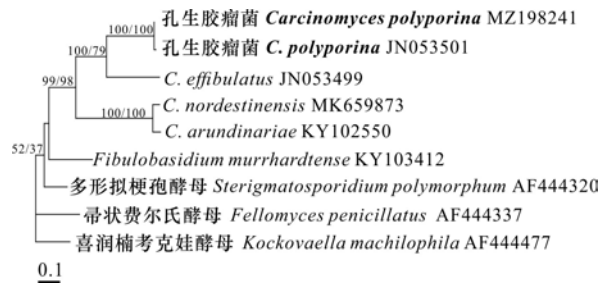 孔生胶瘤菌 Carcinomyces polyporina MZ198241
100/100
孔生胶瘤菌 C. polyporina JN053501
100/79
C. effibulatus JN053499
99/98
C. nordestinensis MK659873
100/100
C. arundinariae KY102550
52/37
Fibulobasidium murrhardtense KY103412
多形拟梗孢酵母 Sterigmatosporidium polymorphum AF444320
帚状费尔氏酵母 Fellomyces penicillatus AF444337
喜润楠考克娃酵母 Kockovaella machilophila AF444477
0.1